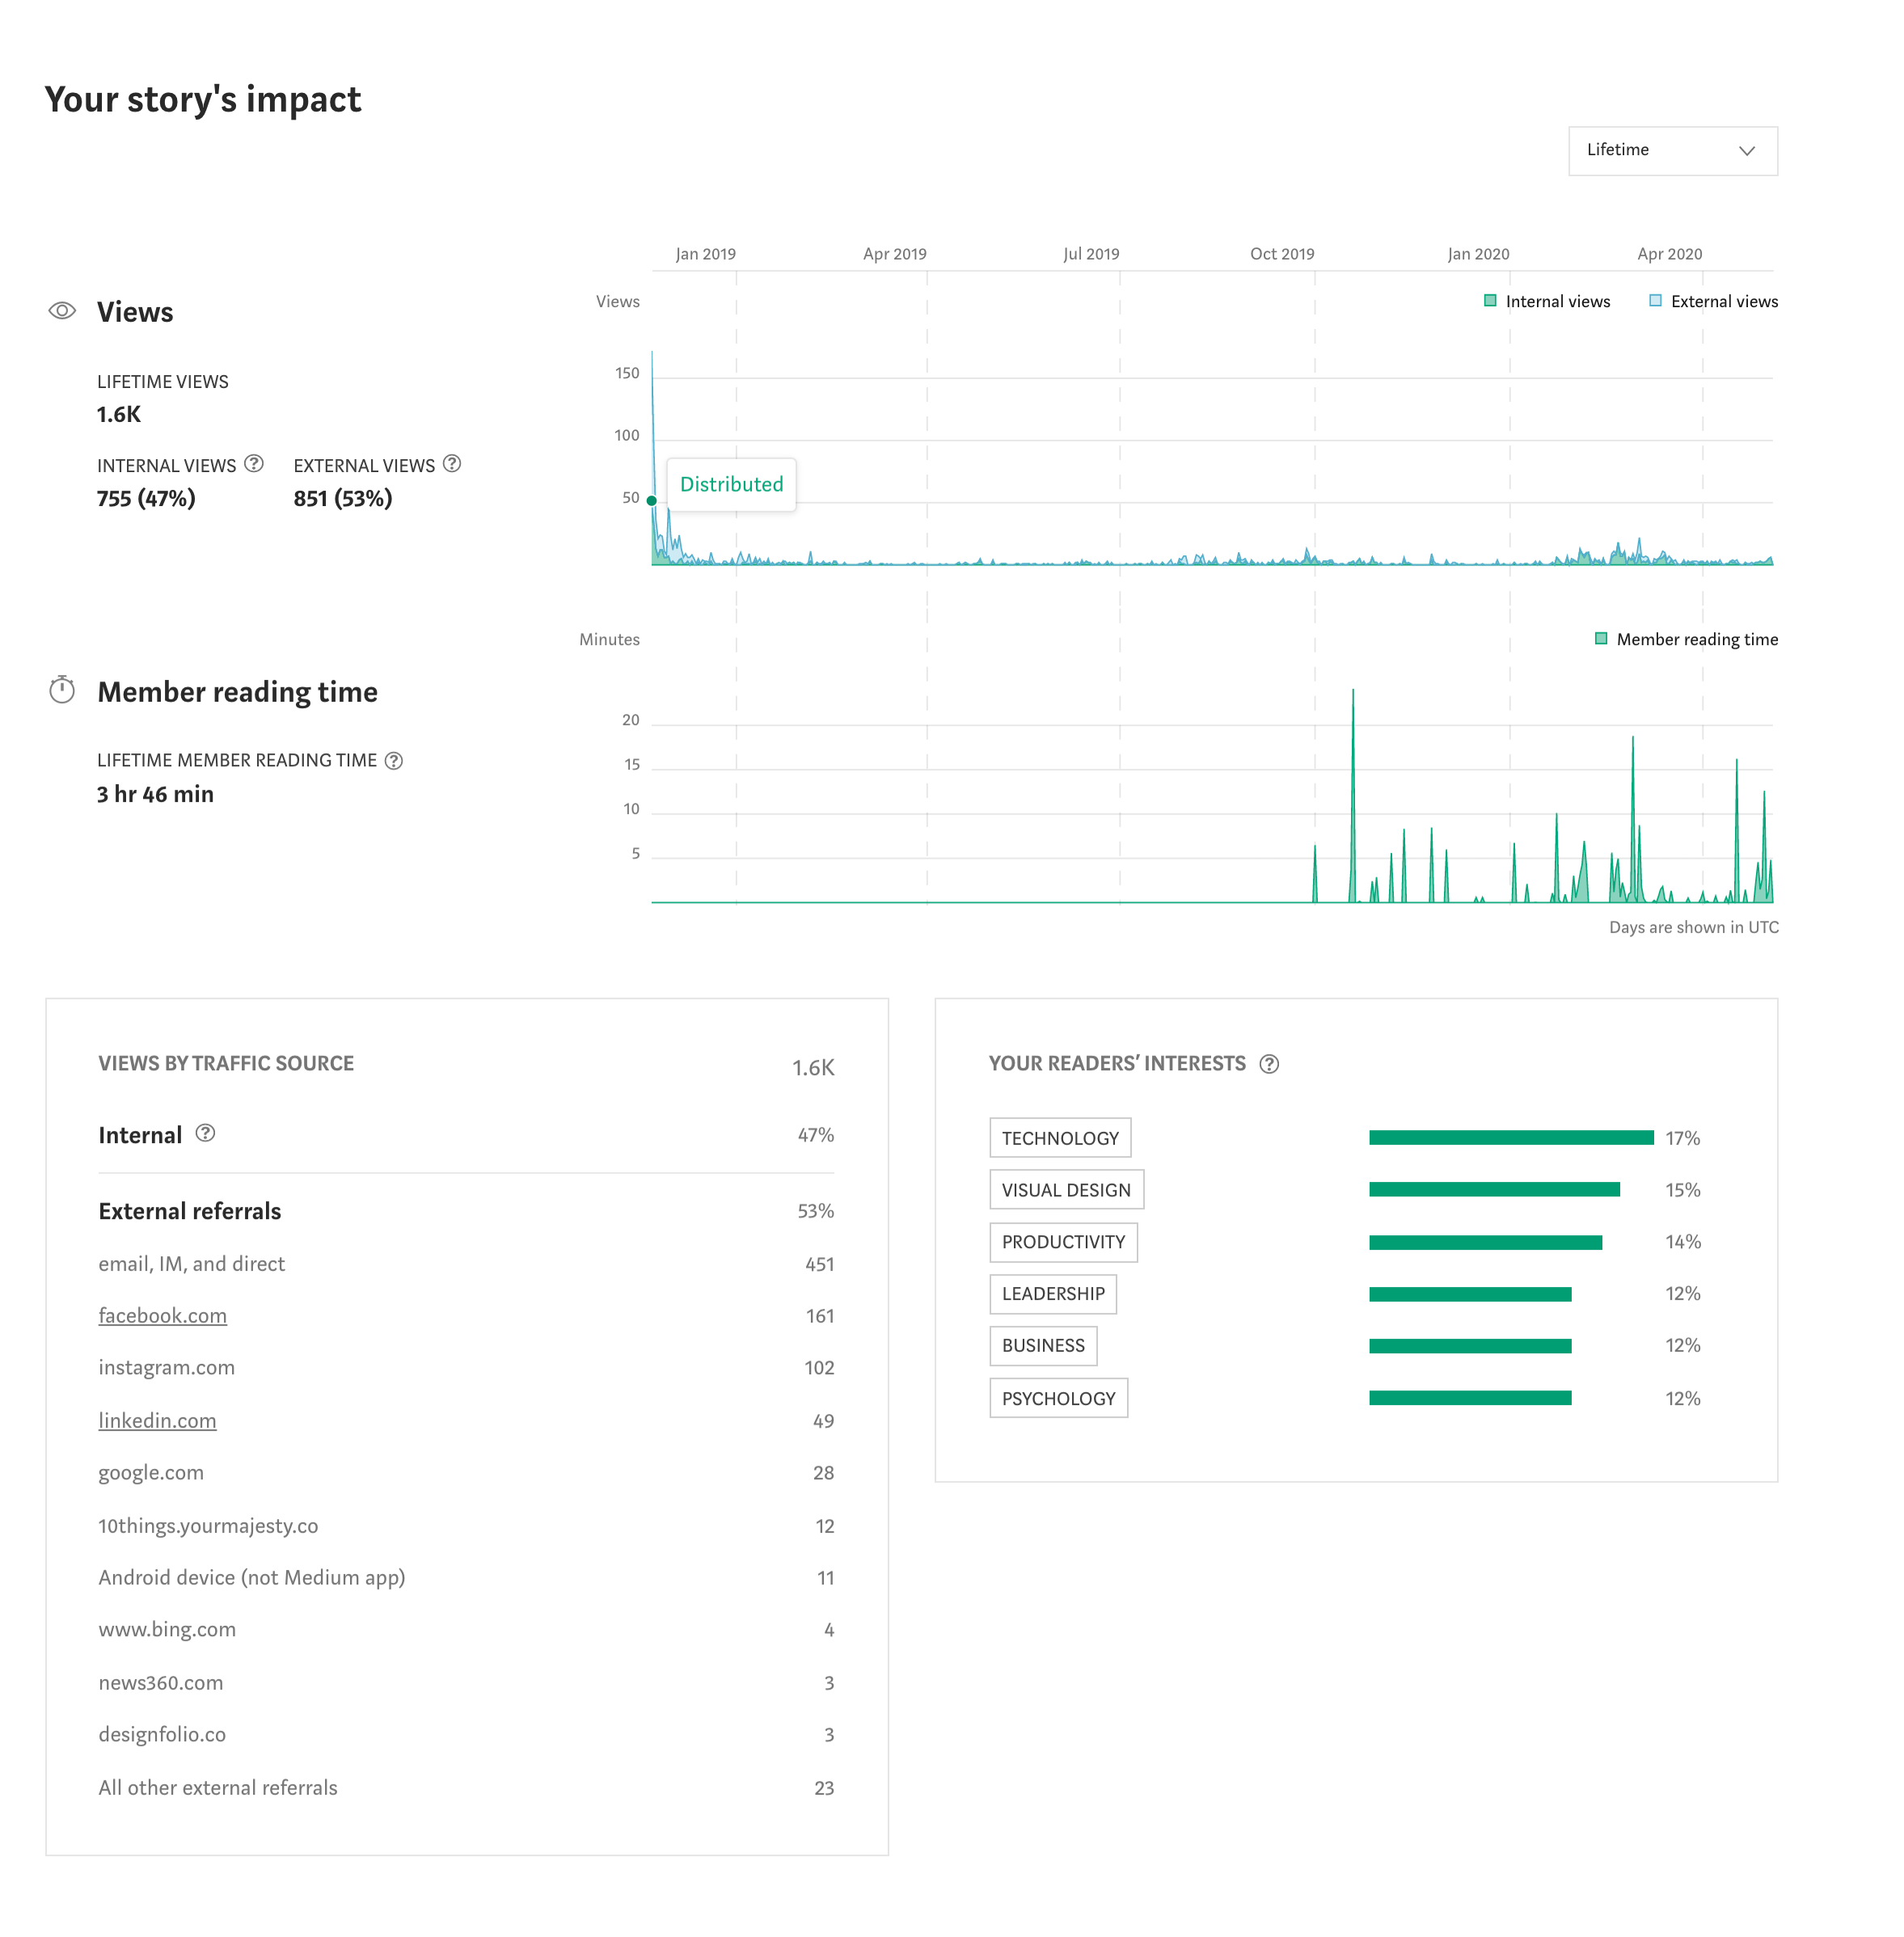 Your story's impact
Lifetime
Jan 2019 Apr 2019 Jul 2019 Oct 2019 Jan 2020 Apr 2020
Views
Views
Internal views External views
LIFETIME VIEWS
1.6K
INTERNAL VIEWS ? EXTERNAL VIEWS ?
755 (47%) 851 (53%)
150
100
50
Distributed
Minutes
Member reading time
Member reading time
LIFETIME MEMBER READING TIME ?
3 hr 46 min
20
15
10
5
Days are shown in UTC
VIEWS BY TRAFFIC SOURCE 1.6K
Internal ? 47%
External referrals 53%
email, IM, and direct 451
facebook.com 161
instagram.com 102
linkedin.com 49
google.com 28
10things.yourmajesty.co 12
Android device (not Medium app) 11
www.bing.com 4
news360.com 3
designfolio.co 3
All other external referrals 23
YOUR READERS’ INTERESTS ?
TECHNOLOGY 17%
VISUAL DESIGN 15%
PRODUCTIVITY 14%
LEADERSHIP 12%
BUSINESS 12%
PSYCHOLOGY 12%